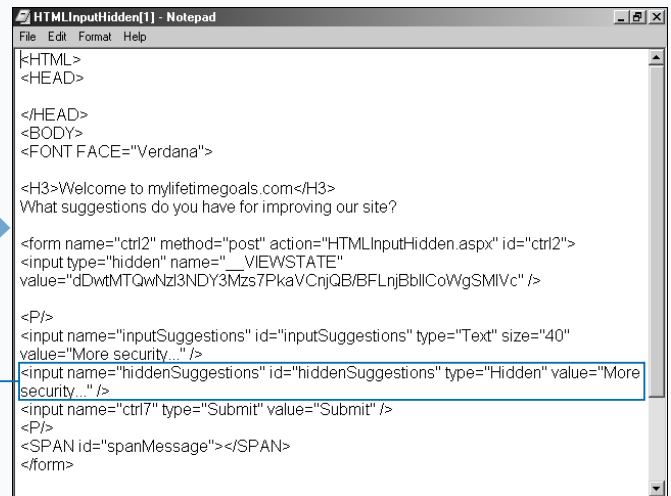 HTMLInputHidden[1] - Notepad
File Edit Format Help
<HTML>
<HEAD>
</HEAD>
<BODY>
<FONT FACE="Verdana">
<H3>Welcome to mylifetimegoals.com</H3>
What suggestions do you have for improving our site?
<form name="ctrl2" method="post" action="HTMLInputHidden.aspx" id="ctrl2">
<input type="hidden" name="__VIEWSTATE"
value="dDwtMTQwNzI3NDY3Mzs7PkaVCnjQB/BFLnjBbllCoWgSMlVc" />
<P/>
<input name="inputSuggestions" id="inputSuggestions" type="Text" size="40"
value="More security..." />
<input name="hiddenSuggestions" id="hiddenSuggestions" type="Hidden" value="More
security..." />
<input name="ctrl7" type="Submit" value="Submit" />
<P/>
<SPAN id="spanMessage"></SPAN>
</form>